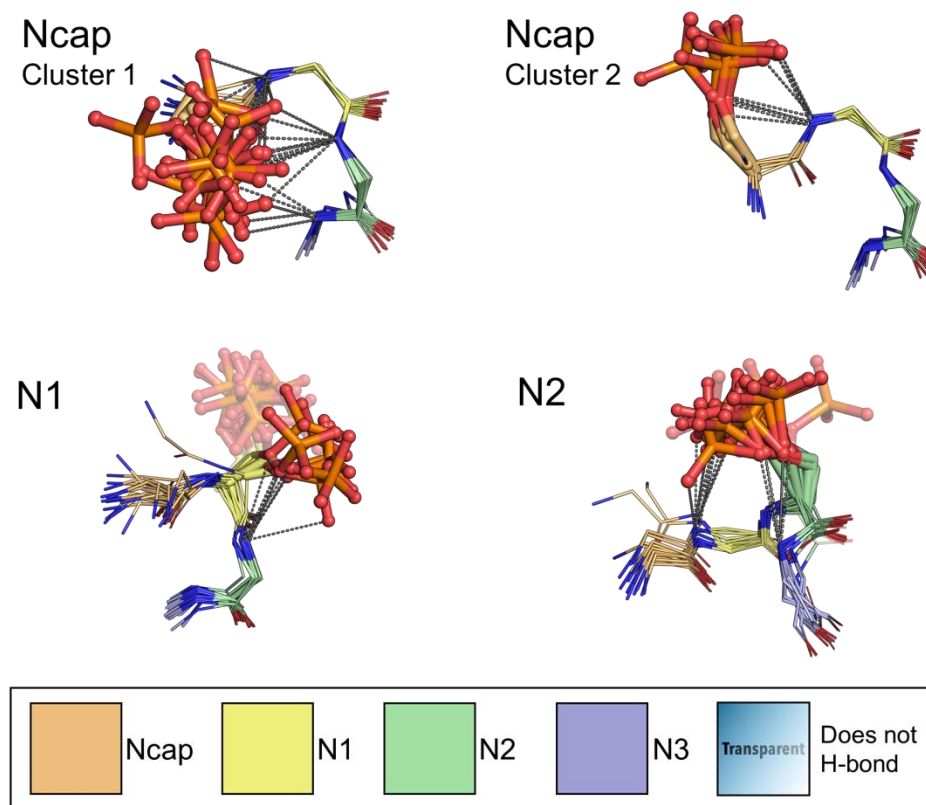 Ncap
Cluster 1
Ncap
Cluster 2
N1
N2
Ncap
N1
N2
N3
Transparent
Does not
H-bond